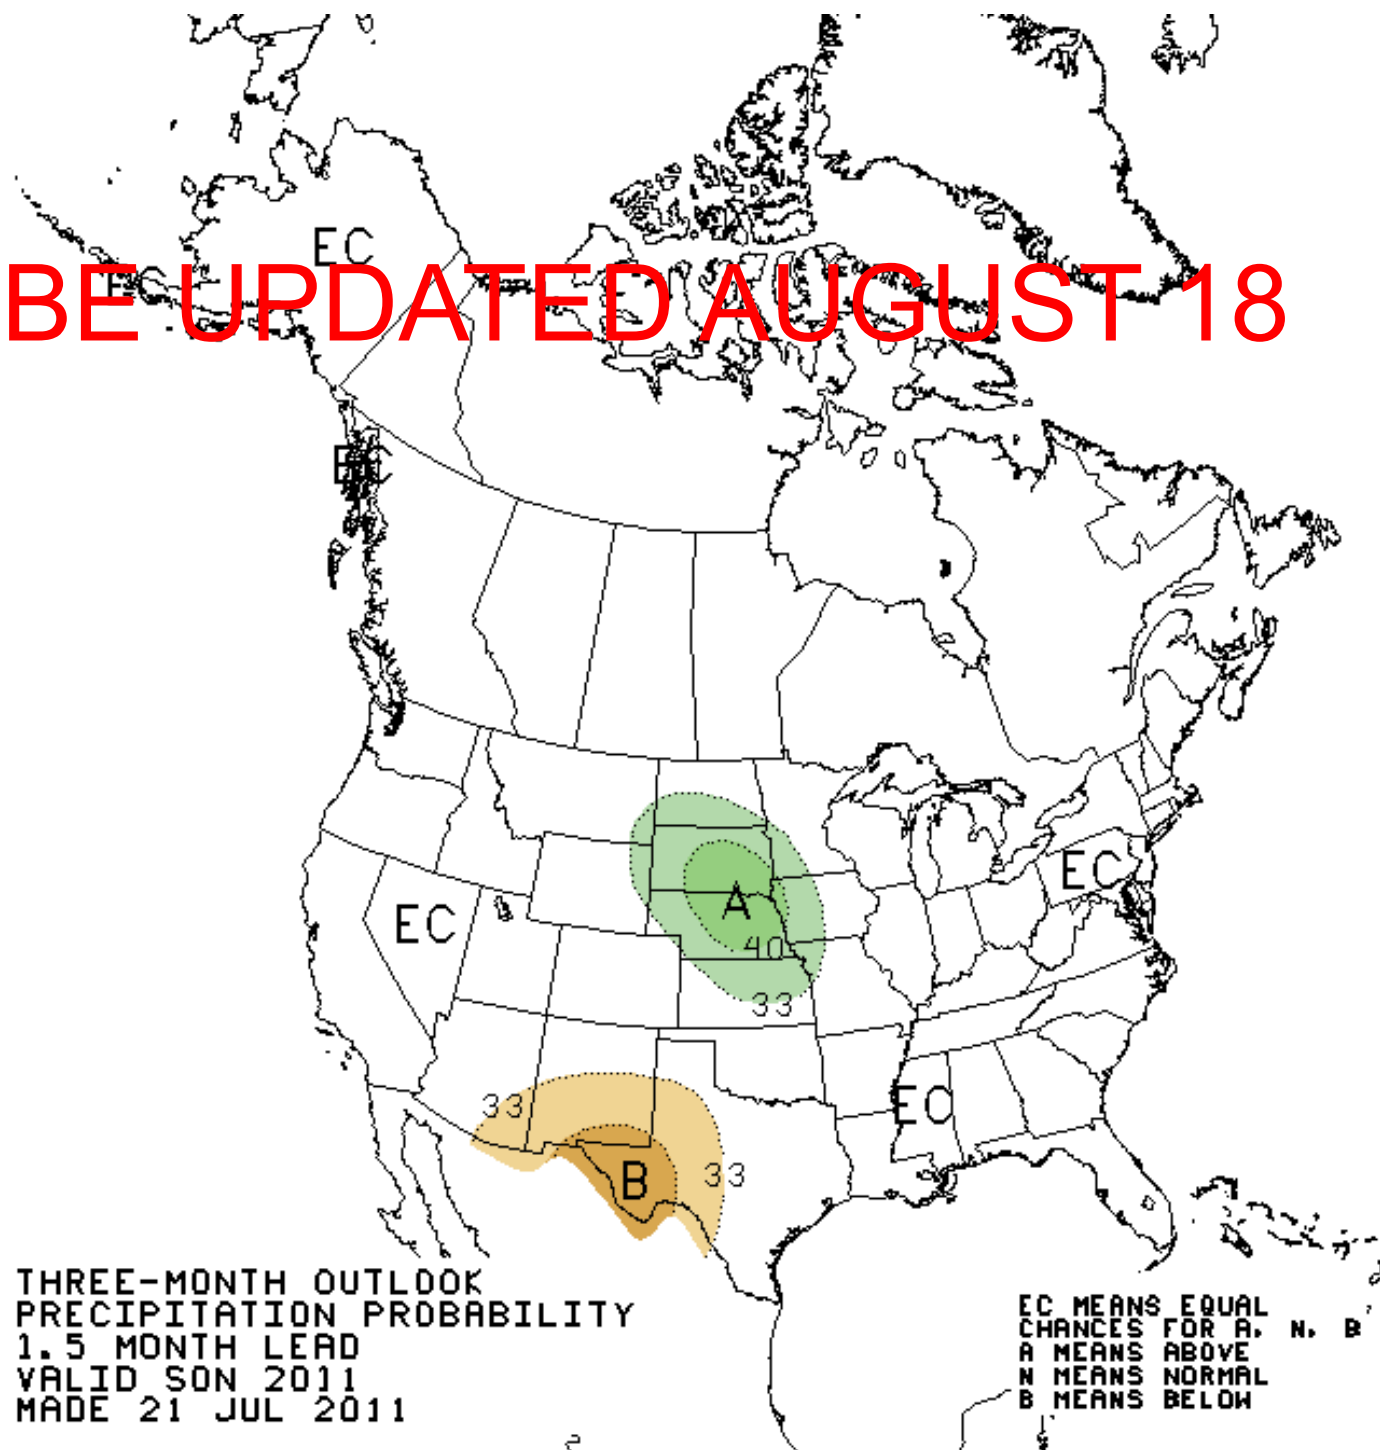 EC
BE UPDATED AUGUST 18
EC
EC
EC
EC
A
40
33
EC
33
33
B
THREE-MONTH OUTLOOK
PRECIPITATION PROBABILITY
1.5 MONTH LEAD
VALID SON 2011
MADE 21 JUL 2011
EC MEANS EQUAL
CHANCES FOR A, N, B
A MEANS ABOVE
N MEANS NORMAL
B MEANS BELOW